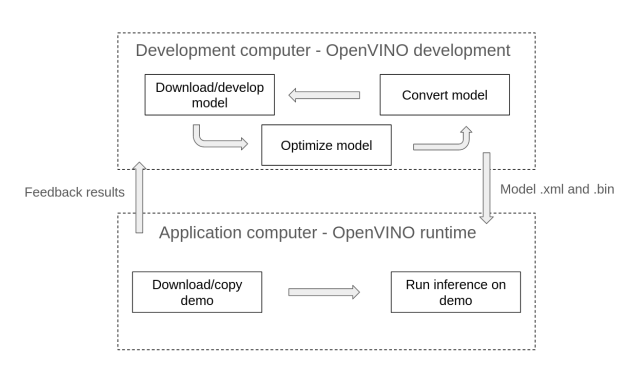 Development computer - OpenVINO development
Download/develop
model
Convert model
Optimize model
Feedback results
Model .xml and .bin
Application computer - OpenVINO runtime
Download/copy
demo
Run inference on
demo